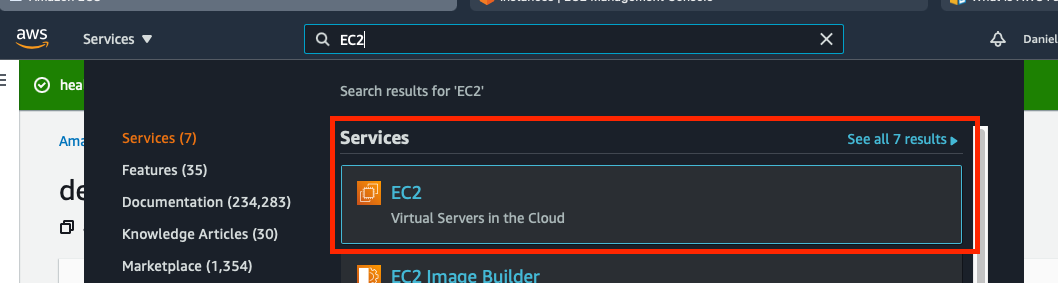 aws
Services ▼
EC2
Daniel
hea
Search results for 'EC2'
Ama
Services (7)
Features (35)
Documentation (234,283)
Knowledge Articles (30)
Marketplace (1,354)
de
Services
See all 7 results ▶
EC2
Virtual Servers in the Cloud
EC2 Image Builder